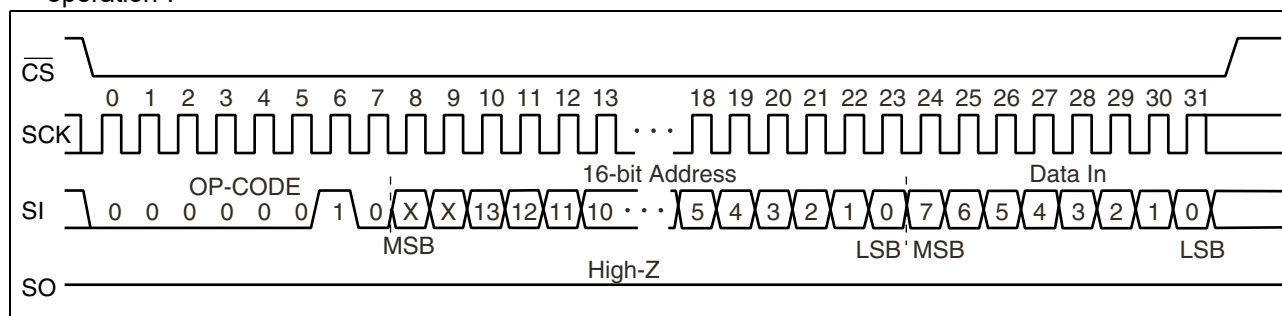 operation .
CS
0 1 2 3 4 5 6 7 8 9 10 11 12 13 18 19 20 21 22 23 24 25 26 27 28 29 30 31
SCK
OP-CODE 16-bit Address Data In
SI 0 0 0 0 0 0 1 0 X X 13 12 11 10 5 4 3 2 1 0 7 6 5 4 3 2 1 0
MSB LSB MSB LSB
High-Z
SO